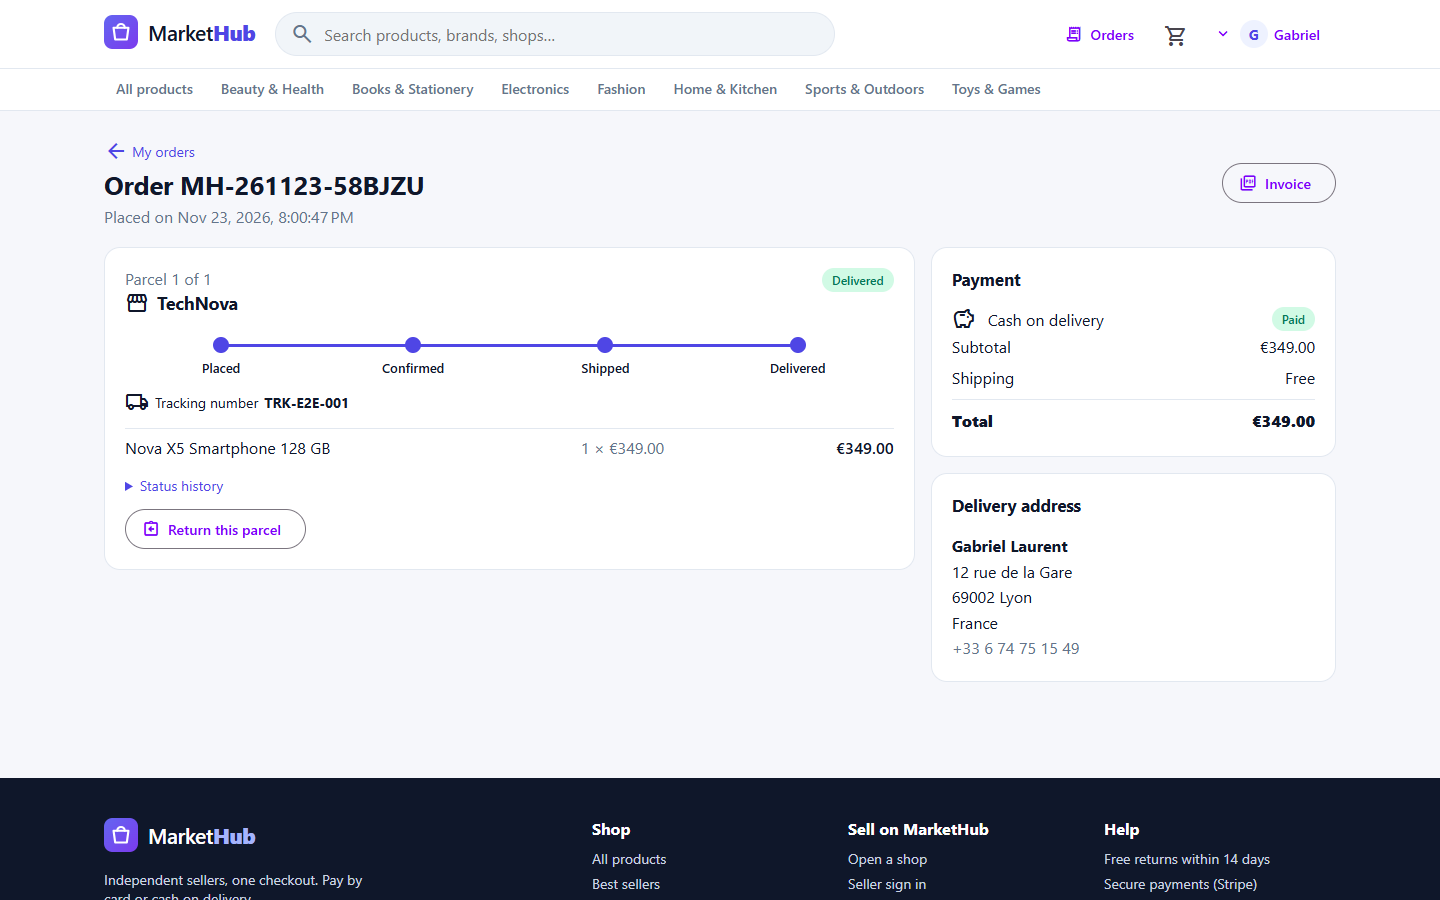 MarketHub
Search products, brands, shops...
Orders
G
Gabriel
All products
Beauty & Health
Books & Stationery
Electronics
Fashion
Home & Kitchen
Sports & Outdoors
Toys & Games
My orders
Order MH-261123-58BJZU
Placed on Nov 23, 2026, 8:00:47 PM
Invoice
Parcel 1 of 1
Delivered
TechNova
Placed
Confirmed
Shipped
Delivered
Tracking number TRK-E2E-001
Nova X5 Smartphone 128 GB 1 × €349.00 €349.00
Status history
Return this parcel
Payment
Cash on delivery Paid
Subtotal €349.00
Shipping Free
Total €349.00
Delivery address
Gabriel Laurent
12 rue de la Gare
69002 Lyon
France
+33 6 74 75 15 49
MarketHub
Independent sellers, one checkout. Pay by
card or cash on delivery.
Shop
All products
Best sellers
Sell on MarketHub
Open a shop
Seller sign in
Help
Free returns within 14 days
Secure payments (Stripe)